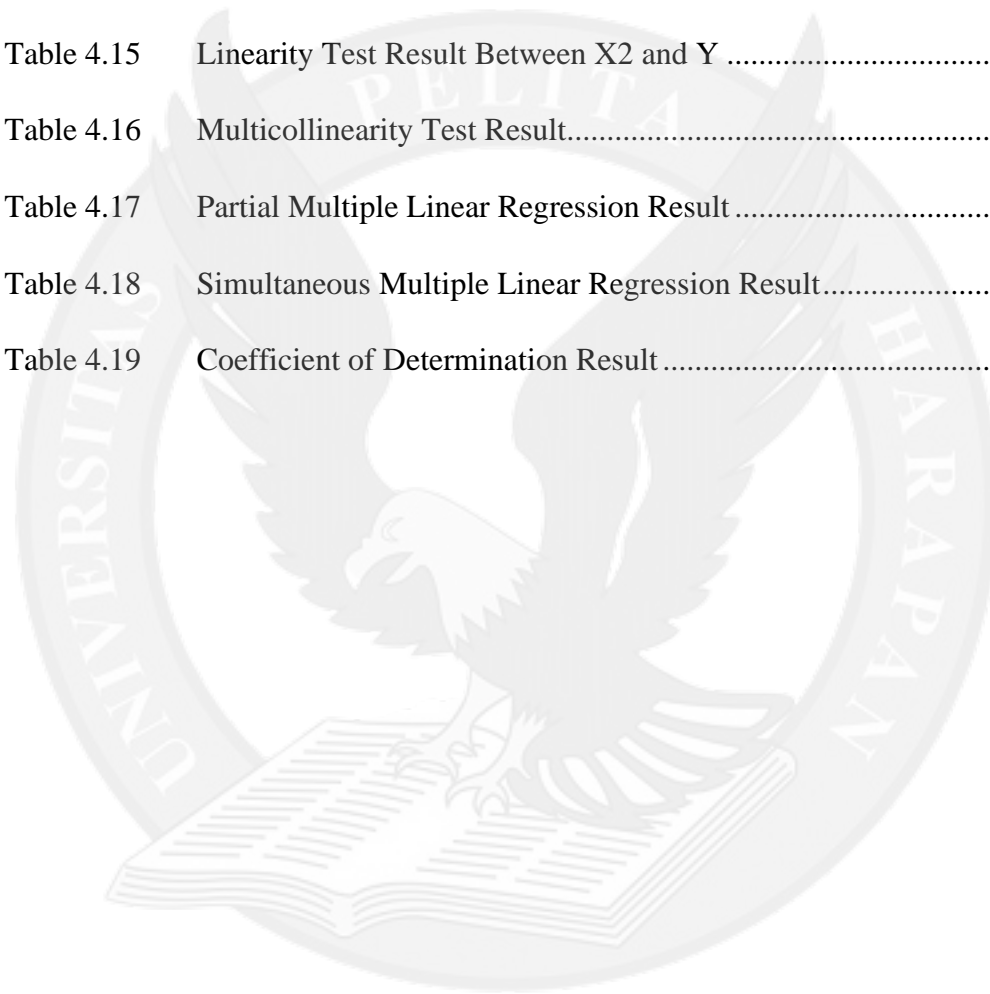 Table 4.15 Linearity Test Result Between X2 and Y ................................
Table 4.16 Multicollinearity Test Result...................................................
Table 4.17 Partial Multiple Linear Regression Result ...............................
Table 4.18 Simultaneous Multiple Linear Regression Result....................
Table 4.19 Coefficient of Determination Result ........................................
UNIVERSITAS PELITA HARAPAN